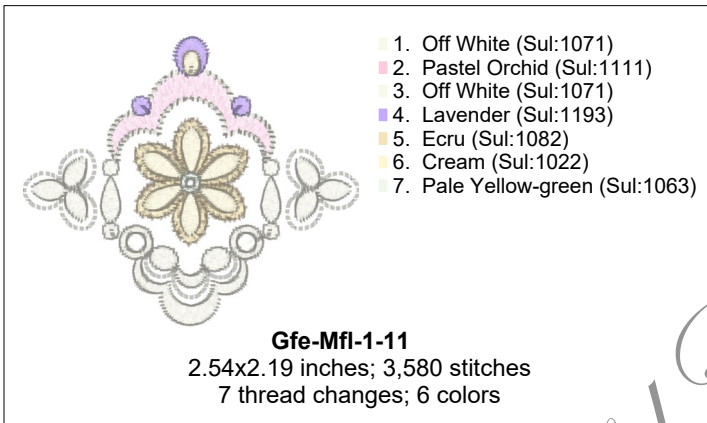 1. Off White (Sul:1071)
2. Pastel Orchid (Sul:1111)
3. Off White (Sul:1071)
4. Lavender (Sul:1193)
5. Ecru (Sul:1082)
6. Cream (Sul:1022)
7. Pale Yellow-green (Sul:1063)
Gfe-Mfl-1-11
2.54x2.19 inches; 3,580 stitches
7 thread changes; 6 colors